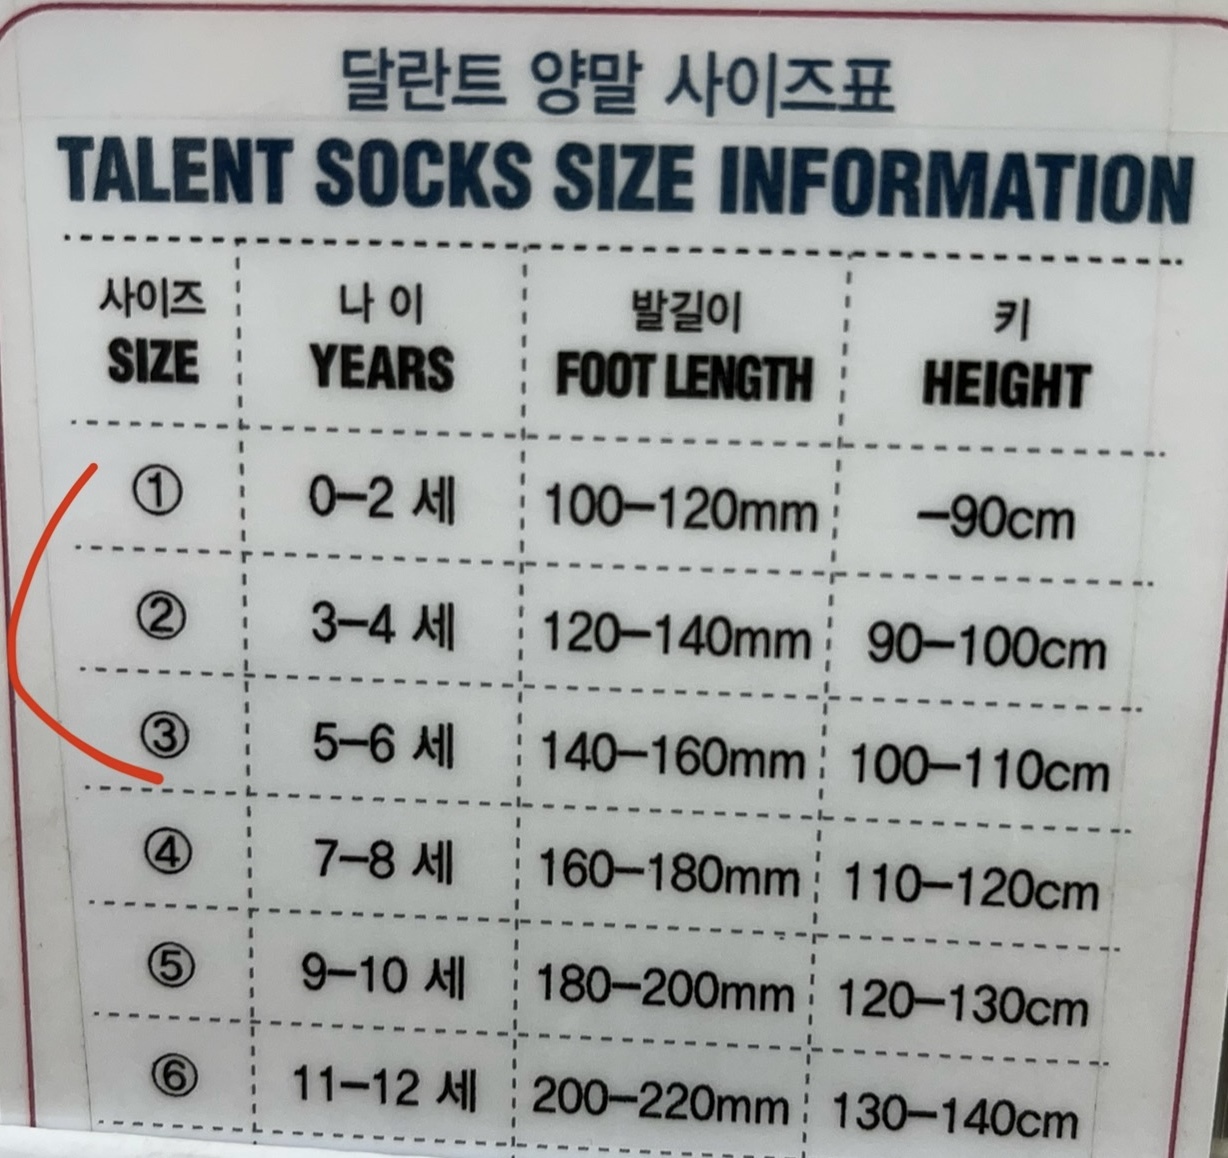 달란트 양말 사이즈표
TALENT SOCKS SIZE INFORMATION
사이즈 나 이 발길이 키
SIZE YEARS FOOT LENGTH HEIGHT
① 0–2 세 100–120mm –90cm
② 3–4 세 120–140mm 90–100cm
③ 5–6 세 140–160mm 100–110cm
④ 7–8 세 160–180mm 110–120cm
⑤ 9–10 세 180–200mm 120–130cm
⑥ 11–12 세 200–220mm 130–140cm